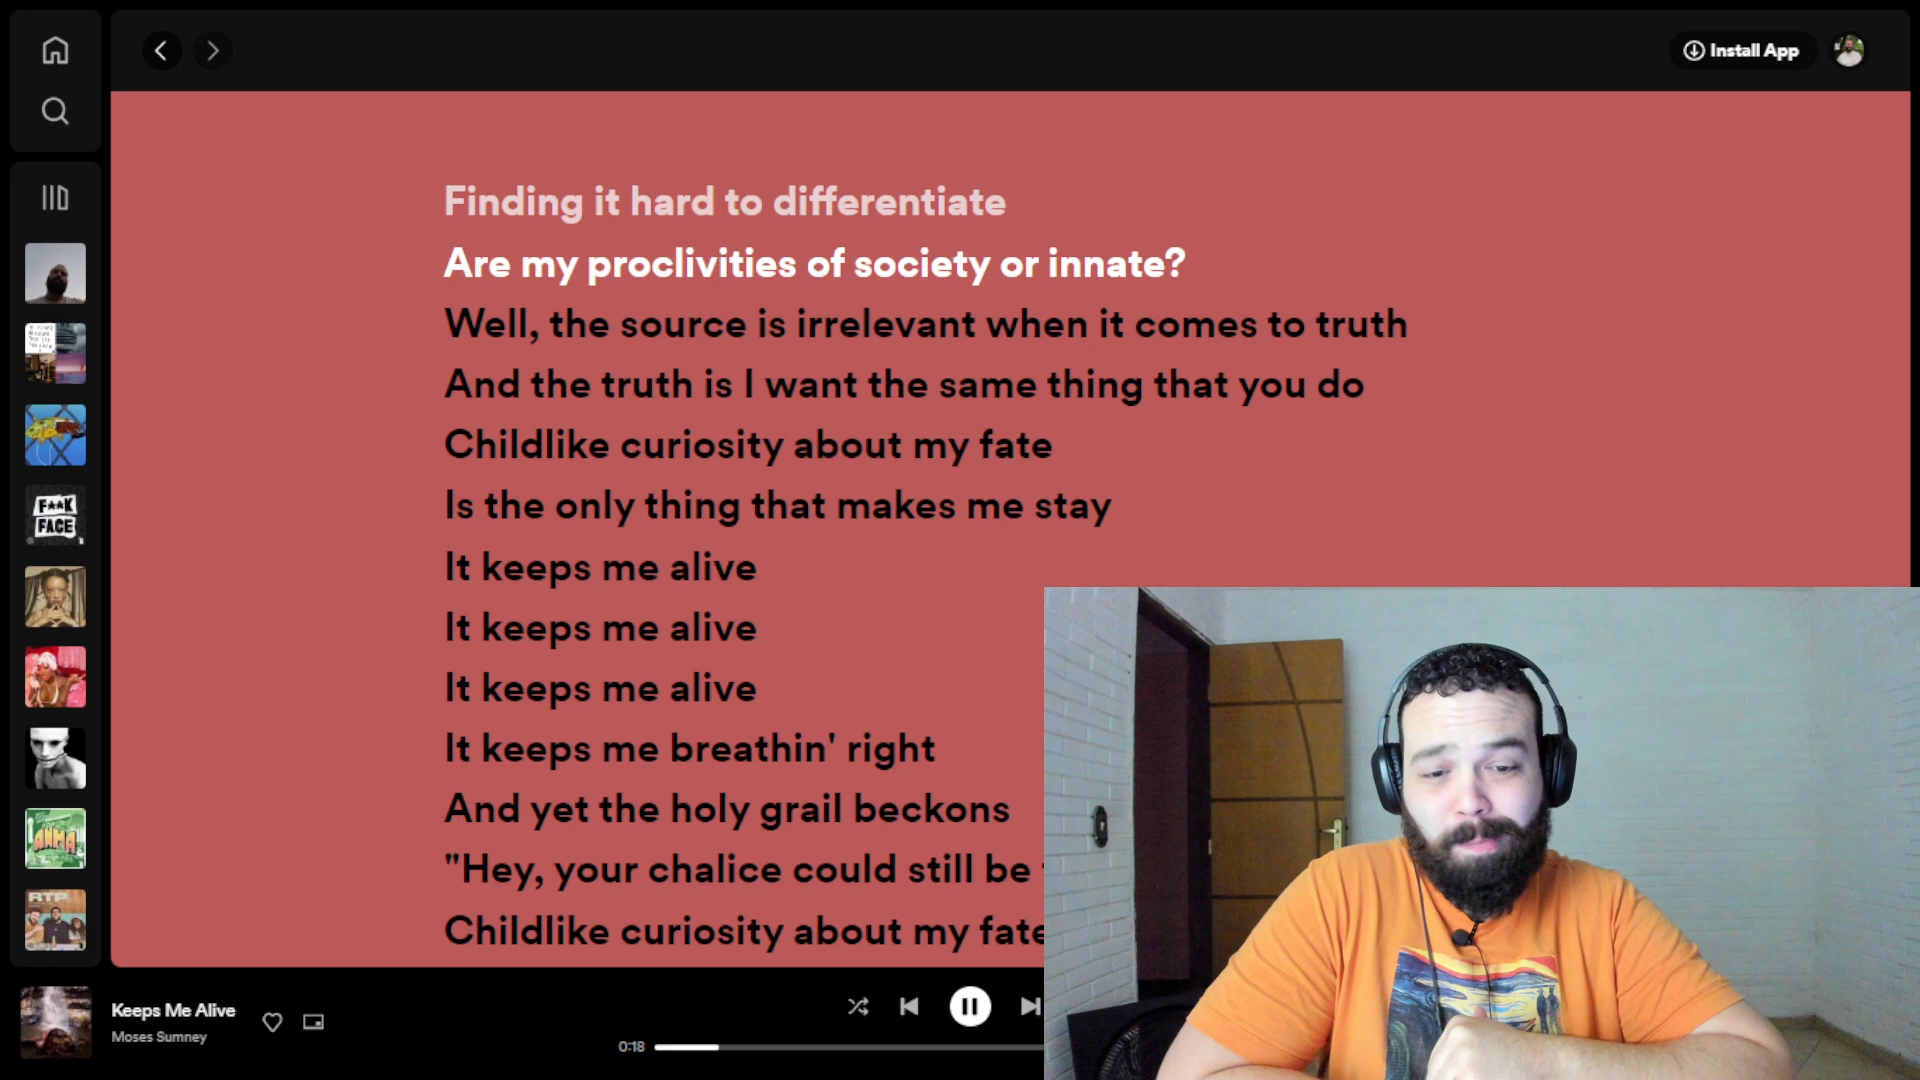 Install App
Finding it hard to differentiate
Are my proclivities of society or innate?
Well, the source is irrelevant when it comes to truth
And the truth is I want the same thing that you do
Childlike curiosity about my fate
Is the only thing that makes me stay
It keeps me alive
It keeps me alive
It keeps me alive
It keeps me breathin' right
And yet the holy grail beckons
"Hey, your chalice could still be
Childlike curiosity about my fate
F**K
FACE
ANMA
RTP
Keeps Me Alive
Moses Sumney
0:18